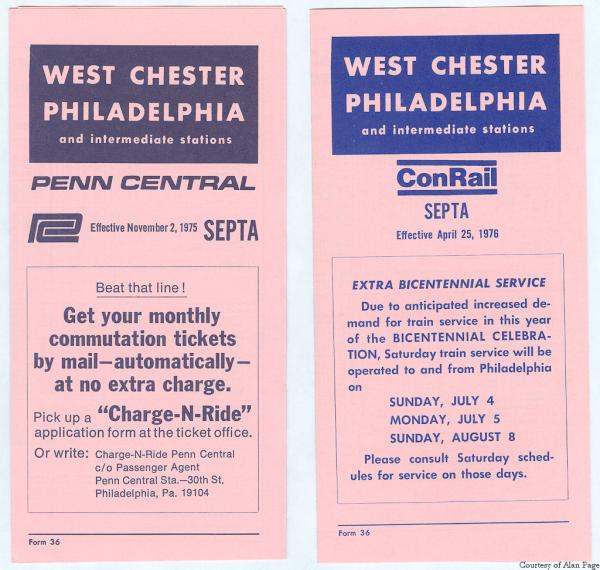 WEST CHESTER
PHILADELPHIA
and intermediate stations
PENN CENTRAL
Effective November 2, 1975 SEPTA
Beat that line!
Get your monthly
commutation tickets
by mail—automatically—
at no extra charge.
Pick up a "Charge-N-Ride"
application form at the ticket office.
Or write: Charge-N-Ride Penn Central
c/o Passenger Agent
Penn Central Sta.—30th St.
Philadelphia, Pa. 19104
Form 36
WEST CHESTER
PHILADELPHIA
and intermediate stations
ConRail
SEPTA
Effective April 25, 1976
EXTRA BICENTENNIAL SERVICE
Due to anticipated increased de-
mand for train service in this year
of the BICENTENNIAL CELEBRA-
TION, Saturday train service will be
operated to and from Philadelphia
on
SUNDAY, JULY 4
MONDAY, JULY 5
SUNDAY, AUGUST 8
Please consult Saturday sched-
ules for service on those days.
Form 36
Courtesy of Alan Page